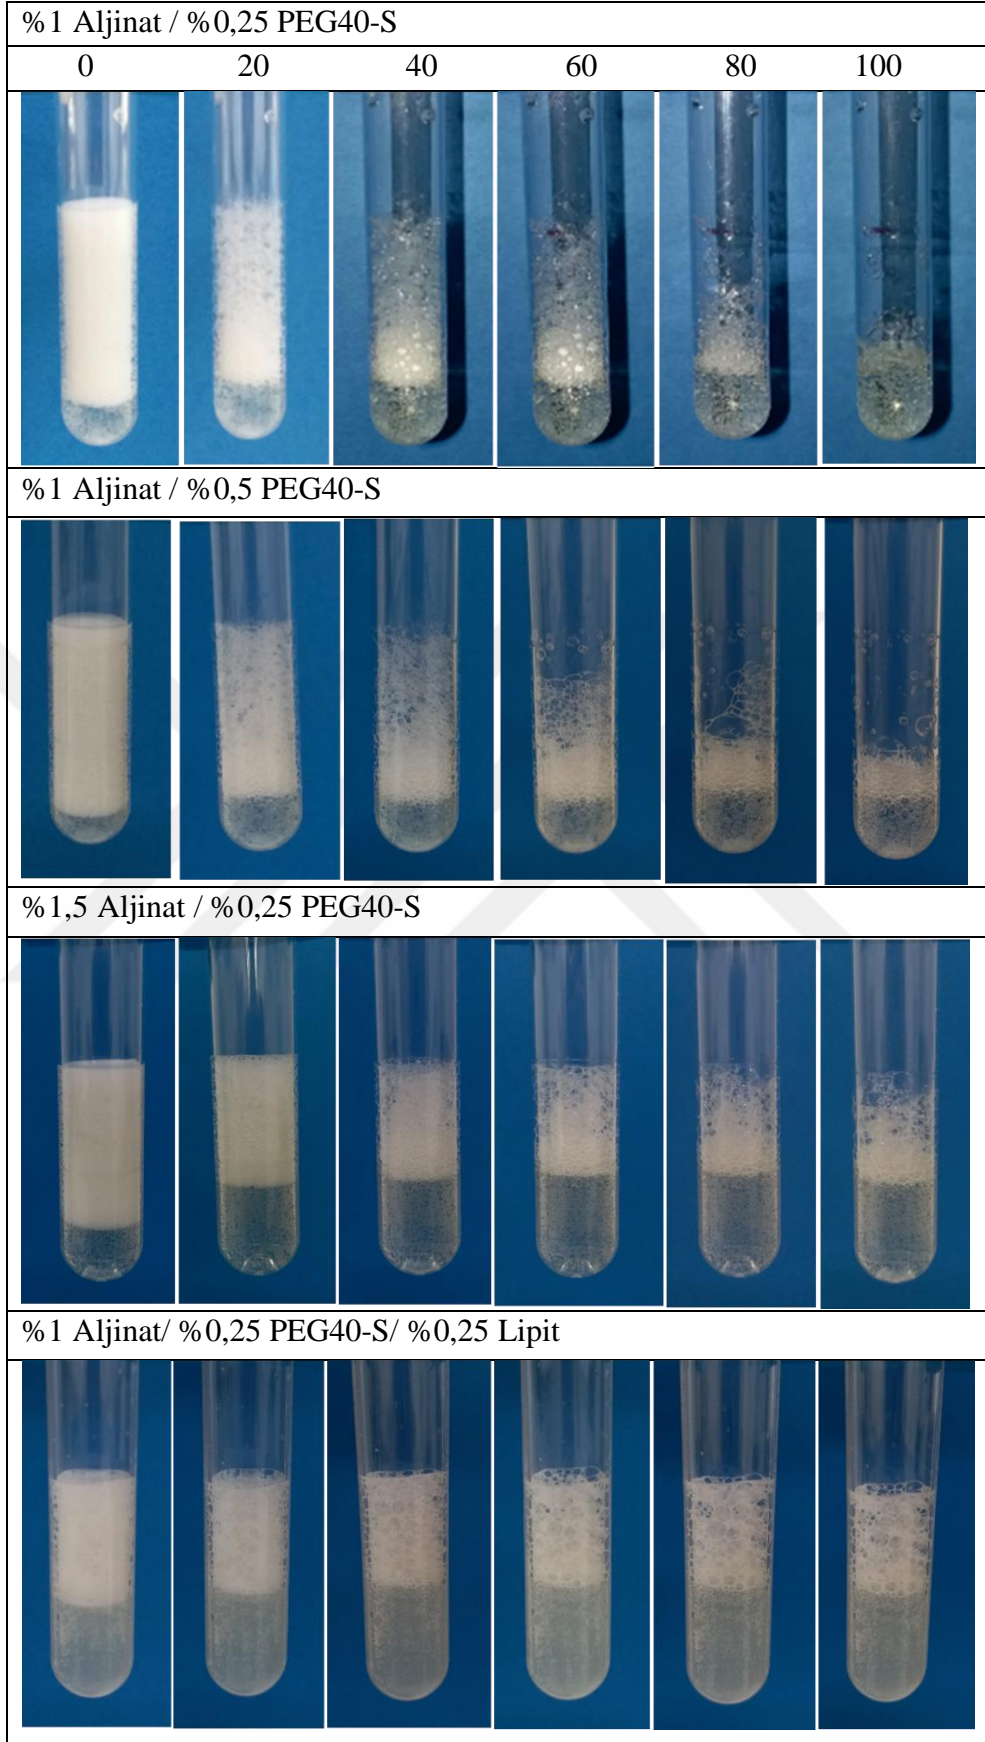 %1 Aljinat / %0,25 PEG40-S
0 20 40 60 80 100
%1 Aljinat / %0,5 PEG40-S
%1,5 Aljinat / %0,25 PEG40-S
%1 Aljinat/ %0,25 PEG40-S/ %0,25 Lipit